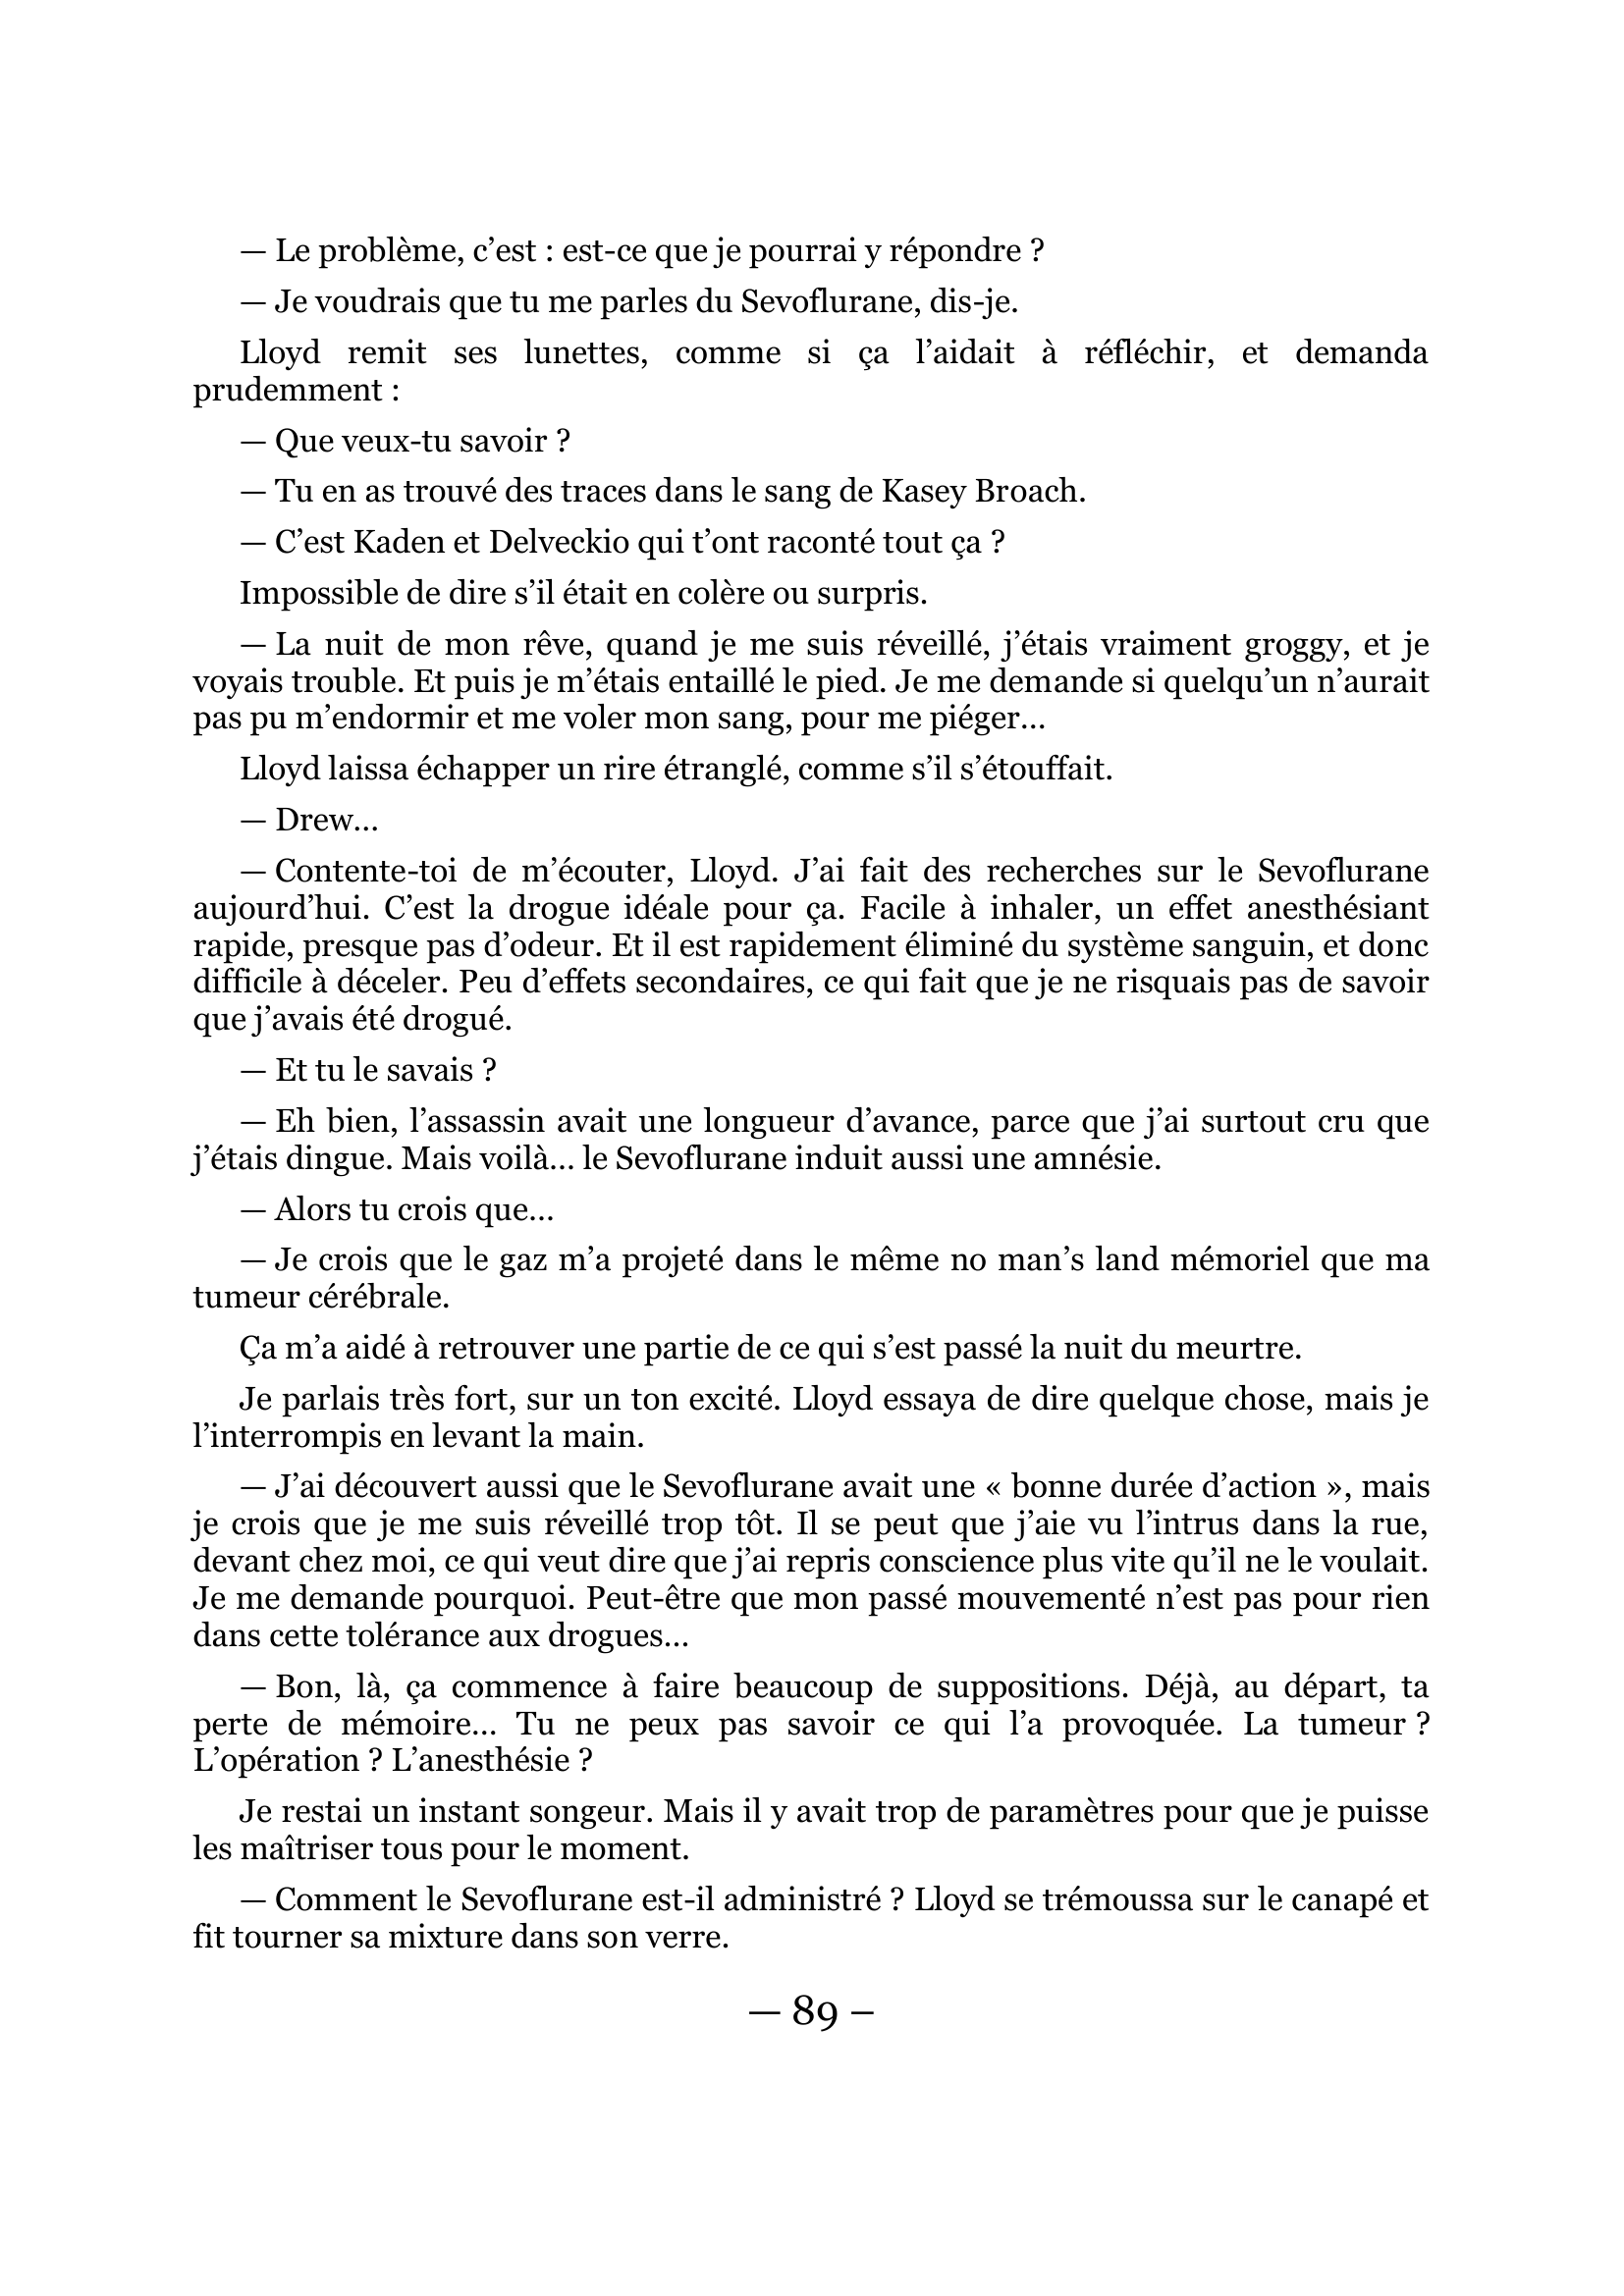 — Le problème, c’est : est-ce que je pourrai y répondre ?
— Je voudrais que tu me parles du Sevoflurane, dis-je.
Lloyd remit ses lunettes, comme si ça l’aidait à réfléchir, et demanda
prudemment :
— Que veux-tu savoir ?
— Tu en as trouvé des traces dans le sang de Kasey Broach.
— C’est Kaden et Delveckio qui t’ont raconté tout ça ?
Impossible de dire s’il était en colère ou surpris.
— La nuit de mon rêve, quand je me suis réveillé, j’étais vraiment groggy, et je
voyais trouble. Et puis je m’étais entaillé le pied. Je me demande si quelqu’un n’aurait
pas pu m’endormir et me voler mon sang, pour me piéger…
Lloyd laissa échapper un rire étranglé, comme s’il s’étouffait.
— Drew…
— Contente-toi de m’écouter, Lloyd. J’ai fait des recherches sur le Sevoflurane
aujourd’hui. C’est la drogue idéale pour ça. Facile à inhaler, un effet anesthésiant
rapide, presque pas d’odeur. Et il est rapidement éliminé du système sanguin, et donc
difficile à déceler. Peu d’effets secondaires, ce qui fait que je ne risquais pas de savoir
que j’avais été drogué.
— Et tu le savais ?
— Eh bien, l’assassin avait une longueur d’avance, parce que j’ai surtout cru que
j’étais dingue. Mais voilà… le Sevoflurane induit aussi une amnésie.
— Alors tu crois que…
— Je crois que le gaz m’a projeté dans le même no man’s land mémoriel que ma
tumeur cérébrale.
Ça m’a aidé à retrouver une partie de ce qui s’est passé la nuit du meurtre.
Je parlais très fort, sur un ton excité. Lloyd essaya de dire quelque chose, mais je
l’interrompis en levant la main.
— J’ai découvert aussi que le Sevoflurane avait une « bonne durée d’action », mais
je crois que je me suis réveillé trop tôt. Il se peut que j’aie vu l’intrus dans la rue,
devant chez moi, ce qui veut dire que j’ai repris conscience plus vite qu’il ne le voulait.
Je me demande pourquoi. Peut-être que mon passé mouvementé n’est pas pour rien
dans cette tolérance aux drogues…
— Bon, là, ça commence à faire beaucoup de suppositions. Déjà, au départ, ta
perte de mémoire… Tu ne peux pas savoir ce qui l’a provoquée. La tumeur ?
L’opération ? L’anesthésie ?
Je restai un instant songeur. Mais il y avait trop de paramètres pour que je puisse
les maîtriser tous pour le moment.
— Comment le Sevoflurane est-il administré ? Lloyd se trémoussa sur le canapé et
fit tourner sa mixture dans son verre.
— 89 –